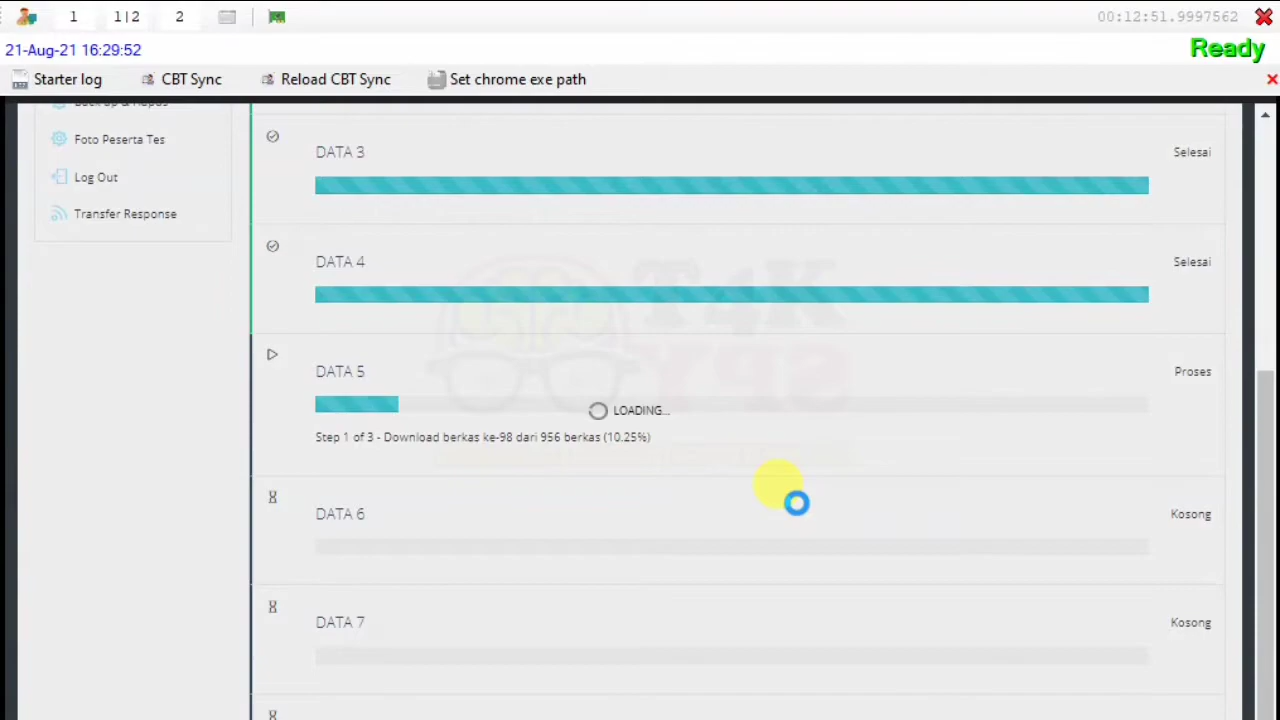 1 1|2 2 00:12:51.9997562
21-Aug-21 16:29:52 Ready
Starter log CBT Sync Reload CBT Sync Set chrome exe path
Foto Peserta Tes
Log Out
Transfer Response
DATA 3 Selesai
DATA 4 Selesai
T4K
DATA 5 Proses
LOADING...
Step 1 of 3 - Download berkas ke-98 dari 956 berkas (10.25%)
DATA 6 Kosong
DATA 7 Kosong